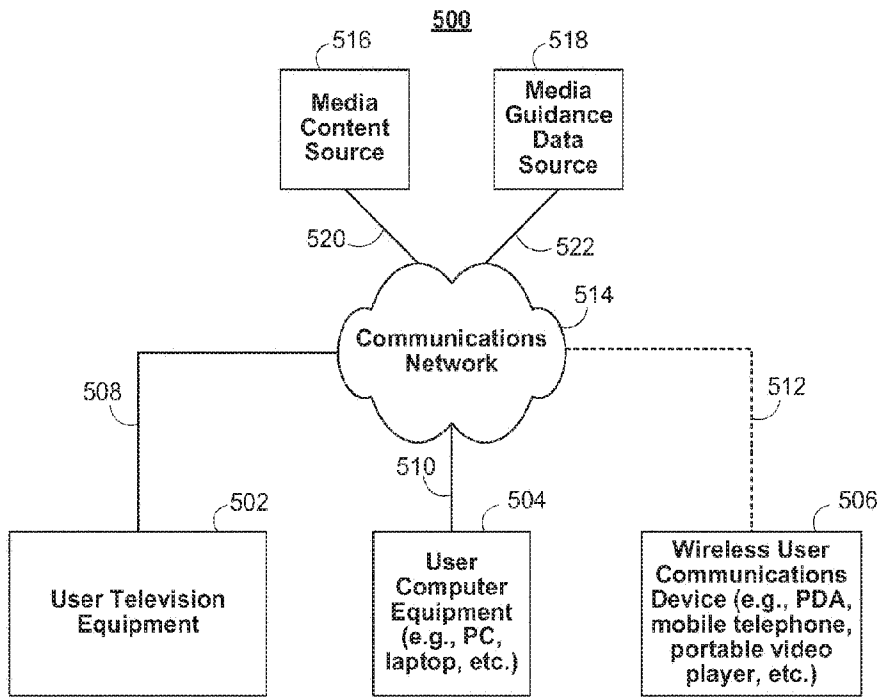 500
516
518
Media
Content
Source
Media
Guidance
Data
Source
520
522
514
Communications
Network
508
512
510
502
504
506
User Television
Equipment
User
Computer
Equipment
(e.g., PC,
laptop, etc.)
Wireless User
Communications
Device (e.g., PDA,
mobile telephone,
portable video
player, etc.)